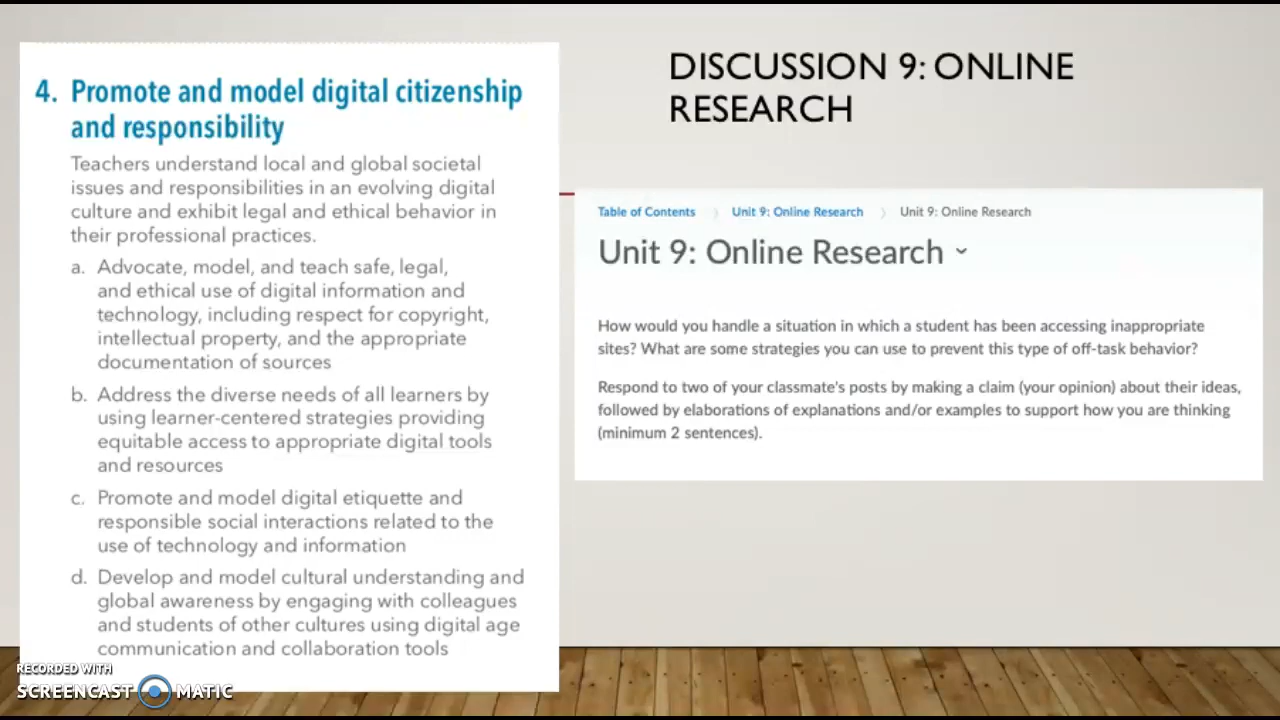 4. Promote and model digital citizenship
and responsibility
Teachers understand local and global societal
issues and responsibilities in an evolving digital
culture and exhibit legal and ethical behavior in
their professional practices.
a. Advocate, model, and teach safe, legal,
and ethical use of digital information and
technology, including respect for copyright,
intellectual property, and the appropriate
documentation of sources
b. Address the diverse needs of all learners by
using learner-centered strategies providing
equitable access to appropriate digital tools
and resources
c. Promote and model digital etiquette and
responsible social interactions related to the
use of technology and information
d. Develop and model cultural understanding and
global awareness by engaging with colleagues
and students of other cultures using digital age
communication and collaboration tools
DISCUSSION 9: ONLINE
RESEARCH
Table of Contents > Unit 9: Online Research > Unit 9: Online Research
Unit 9: Online Research
How would you handle a situation in which a student has been accessing inappropriate
sites? What are some strategies you can use to prevent this type of off-task behavior?
Respond to two of your classmate's posts by making a claim (your opinion) about their ideas,
followed by elaborations of explanations and/or examples to support how you are thinking
(minimum 2 sentences).
RECORDED WITH
SCREENCAST MATIC